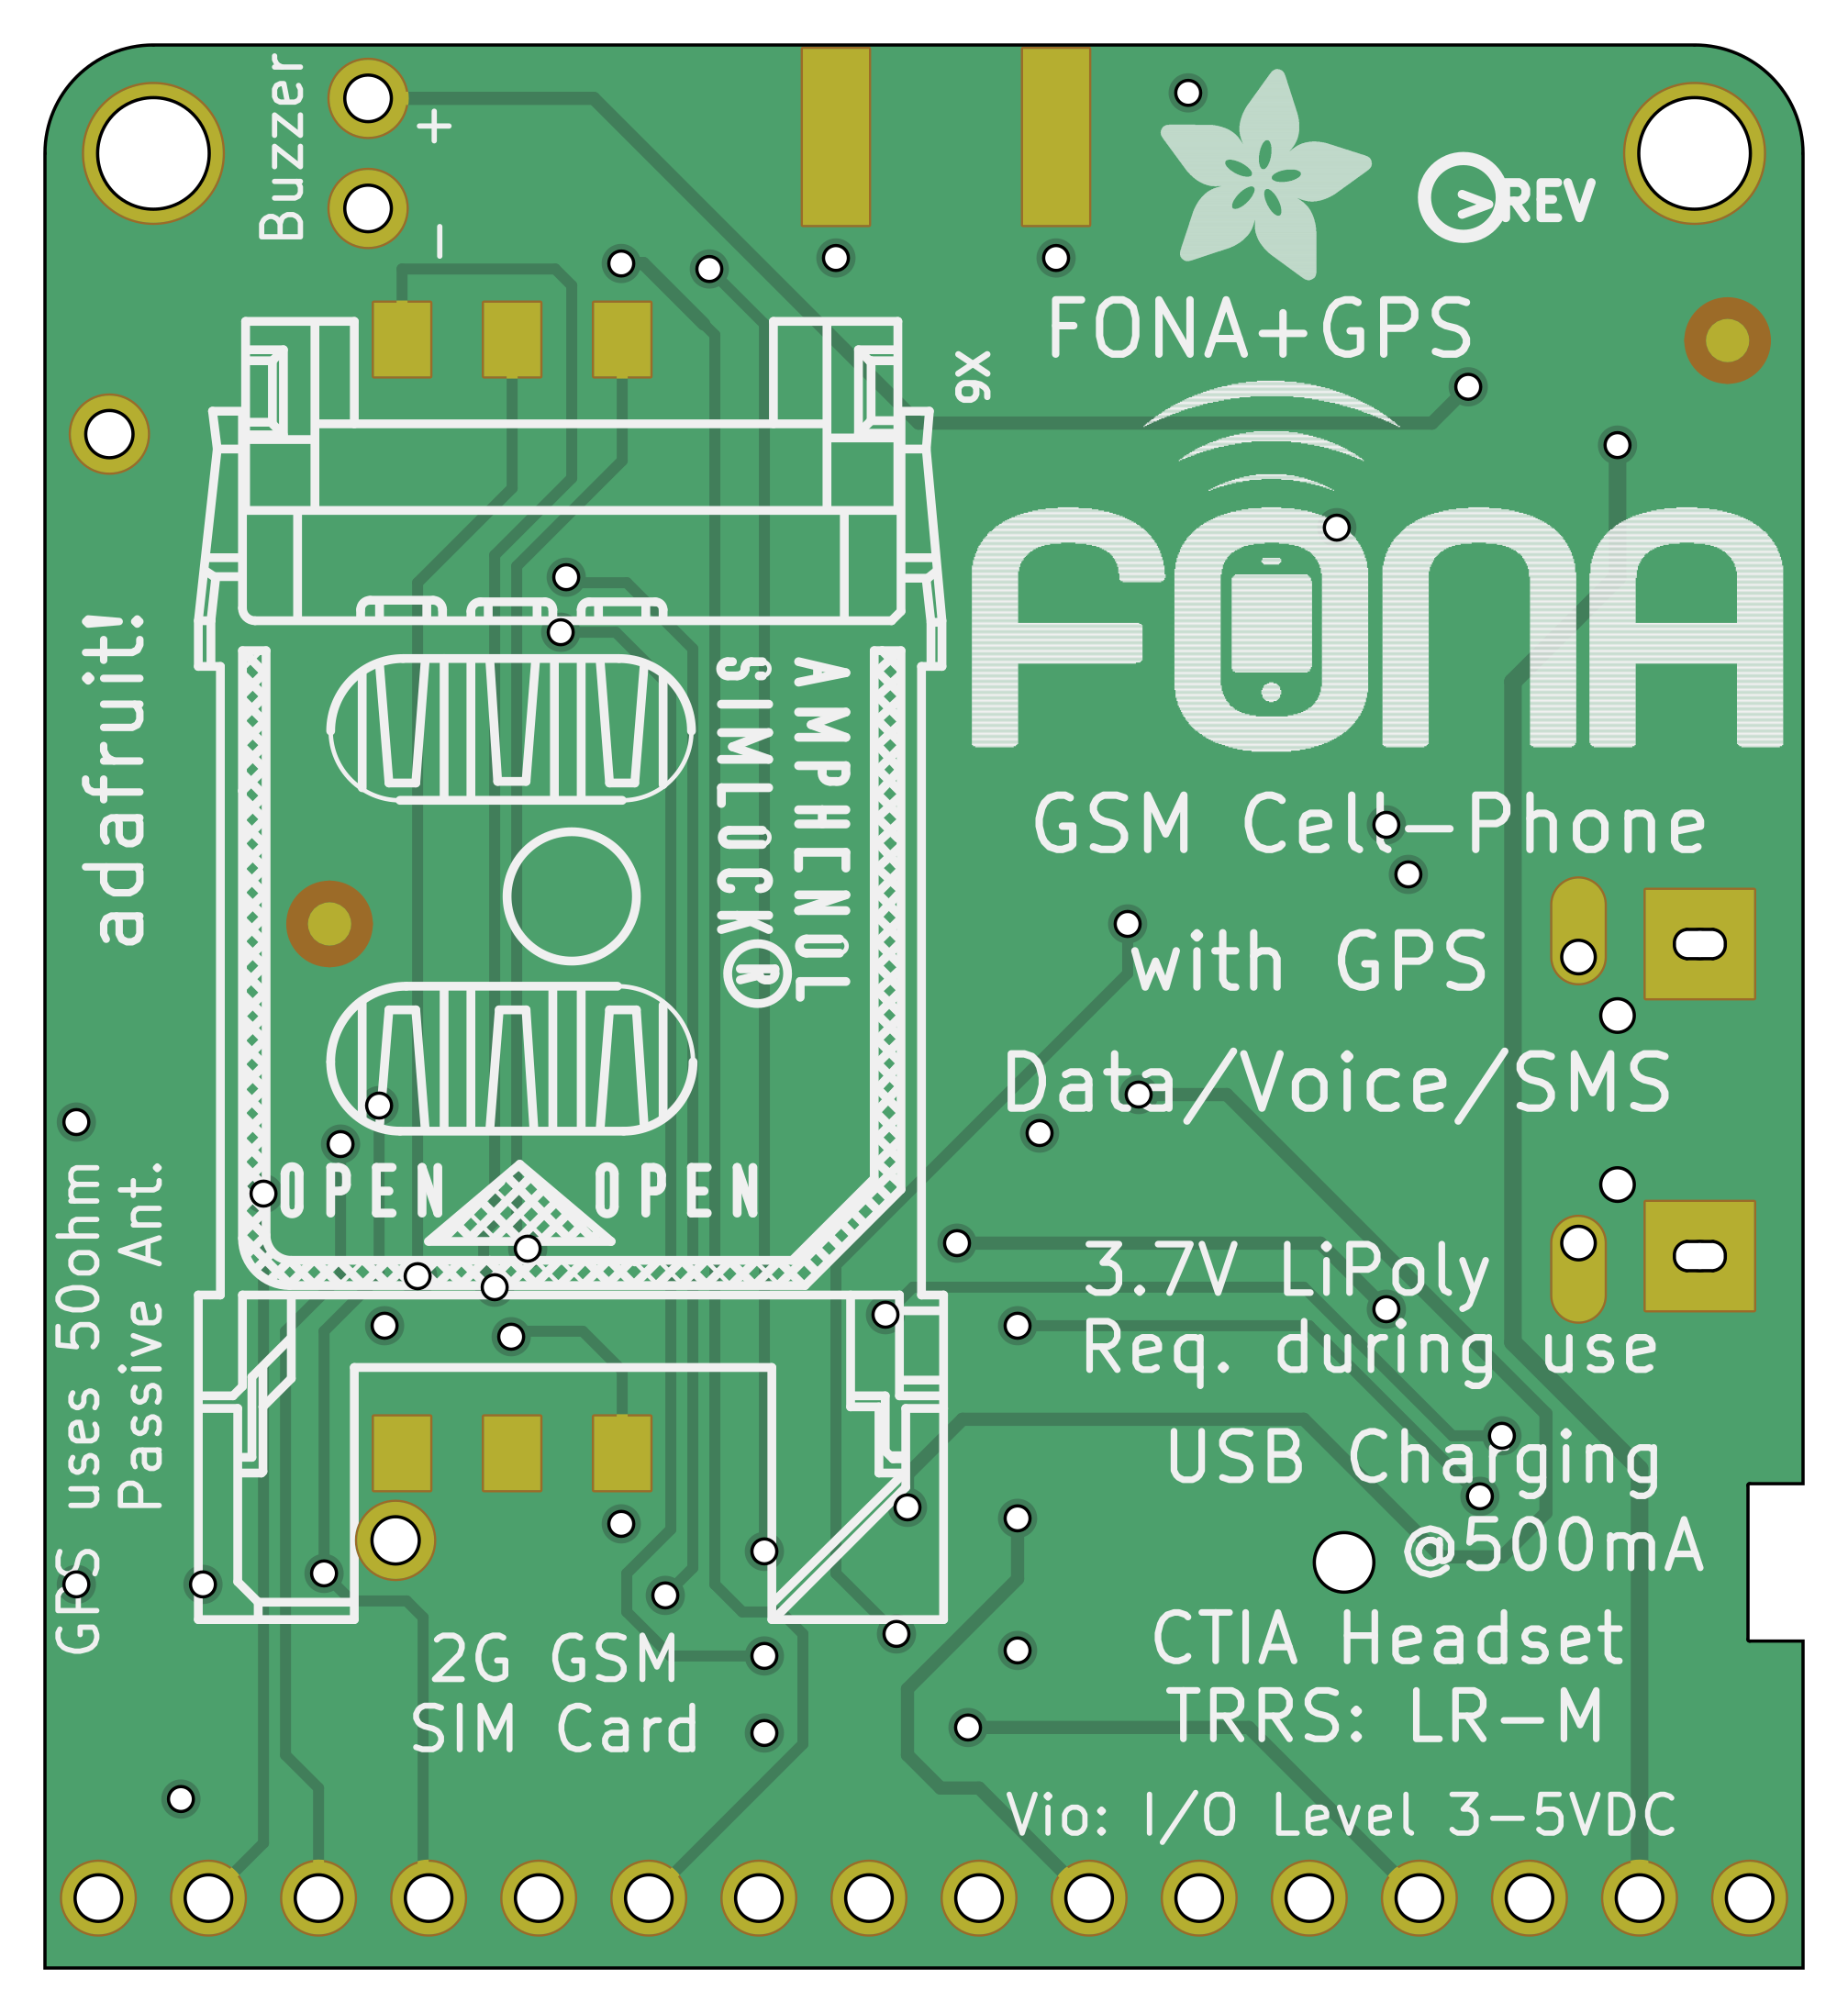 Buzzer
+
-
>REV
FONA+GPS
FONA
adafruit!
AMPHENOL
SIMLOCK®
GSM Cell-Phone
with GPS
Data/Voice/SMS
OPEN OPEN
3.7V LiPoly
Req. during use
USB Charging
@500mA
GPS uses 50ohm
Passive Ant.
CTIA Headset
TRRS: LR-M
2G GSM
SIM Card
Vio: I/O Level 3-5VDC